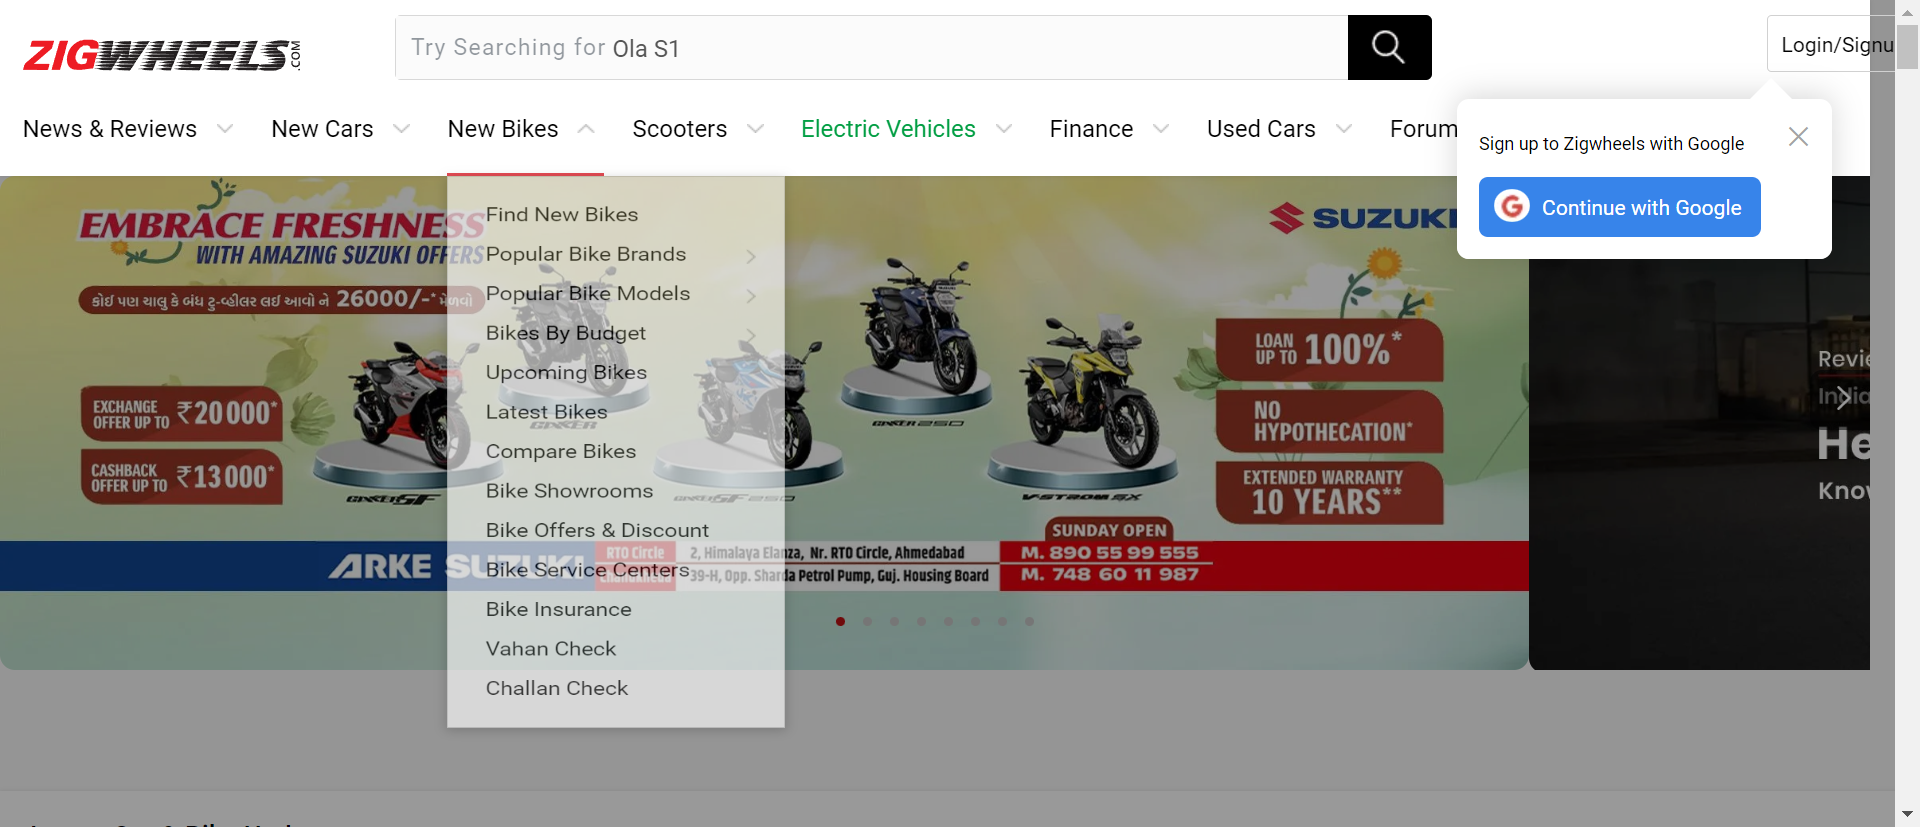 ZIGWHEELS.COM
Try Searching for Ola S1
Login/Signu
News & Reviews
New Cars
New Bikes
Scooters
Electric Vehicles
Finance
Used Cars
Forum
Sign up to Zigwheels with Google
Continue with Google
Find New Bikes
Popular Bike Brands
Popular Bike Models
Bikes By Budget
Upcoming Bikes
Latest Bikes
Compare Bikes
Bike Showrooms
Bike Offers & Discount
Bike Service Centers
Bike Insurance
Vahan Check
Challan Check
EMBRACE FRESHNESS
WITH AMAZING SUZUKI OFFERS
કોઈ પણ ચાલુ કે બંધ ટુ-વ્હીલર લઈ આવો ને 26000/-* મેળવો
EXCHANGE
OFFER UP TO ₹20 000*
CASHBACK
OFFER UP TO ₹13 000*
GIXXER SF
GIXXER
GIXXER SF 250
GIXXER 250
V-STROM SX
SUZUKI
LOAN
UP TO 100%*
NO
HYPOTHECATION*
EXTENDED WARRANTY
10 YEARS**
SUNDAY OPEN
ARKE SUZUKI
RTO Circle
2, Himalaya Elanza, Nr. RTO Circle, Ahmedabad
Chandkheda
39-H, Opp. Sharda Petrol Pump, Guj. Housing Board
M. 890 55 99 555
M. 748 60 11 987
Revie
India
He
Know